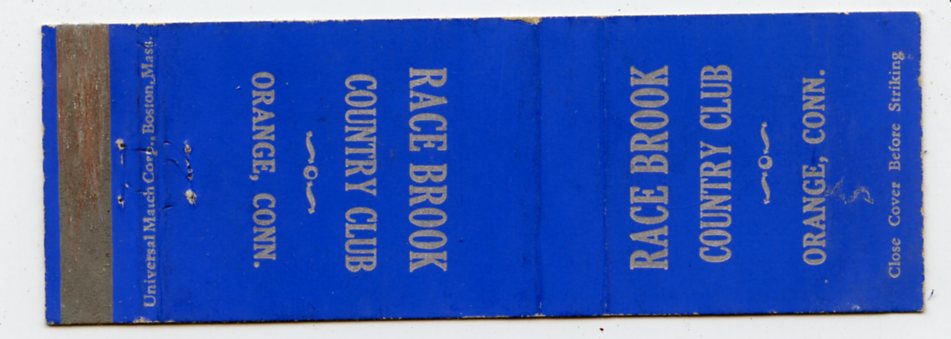 Universal Match Corp., Boston, Mass.
RACE BROOK
COUNTRY CLUB
ORANGE, CONN.
RACE BROOK
COUNTRY CLUB
ORANGE, CONN.
Close Cover Before Striking